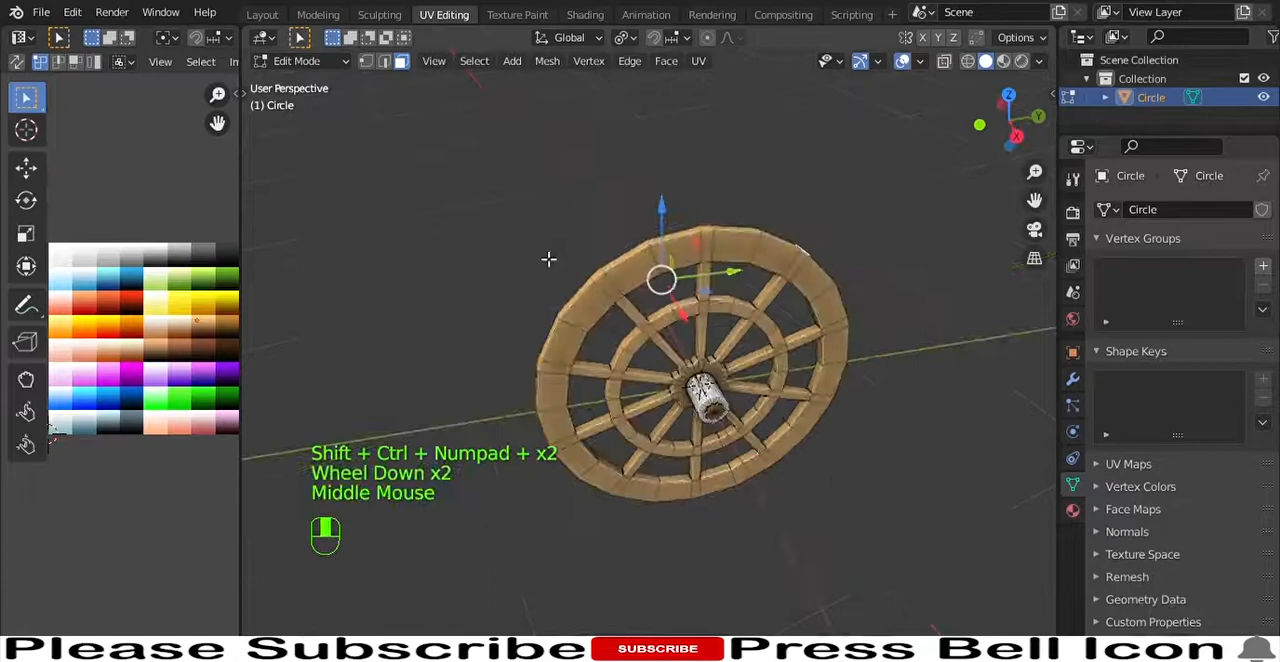 File Edit Render Window Help Layout Modeling Sculpting UV Editing Texture Paint Shading Animation Rendering Compositing Scripting + Scene View Layer
Global X Y Z Options
View Select Edit Mode View Select Add Mesh Vertex Edge Face UV
User Perspective
(1) Circle
Scene Collection
Collection
Circle
Circle Circle
Circle
Vertex Groups
Shape Keys
UV Maps
Vertex Colors
Face Maps
Normals
Texture Space
Remesh
Geometry Data
Custom Properties
Z
Y
X
Shift + Ctrl + Numpad + x2
Wheel Down x2
Middle Mouse
Please Subscribe SUBSCRIBE Press Bell Icon